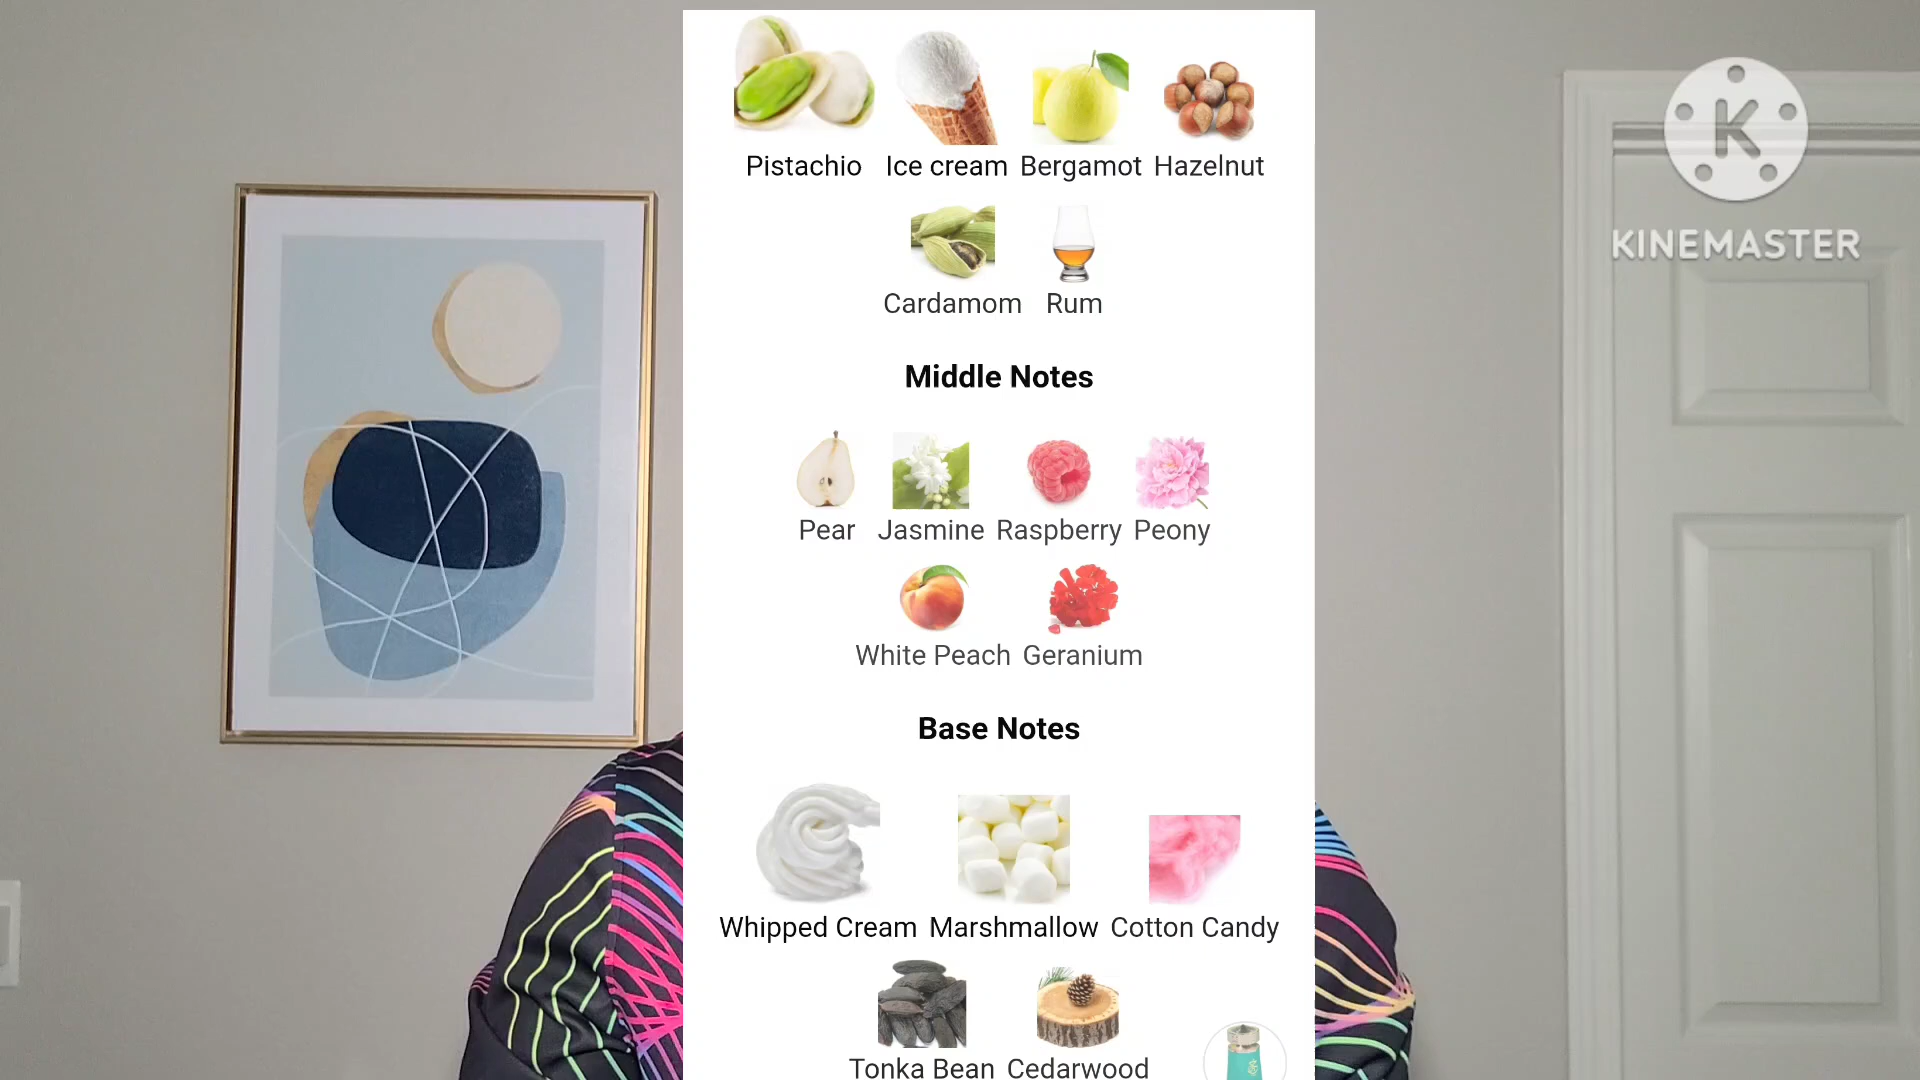 Pistachio Ice cream Bergamot Hazelnut
Cardamom Rum
Middle Notes
Pear Jasmine Raspberry Peony
White Peach Geranium
Base Notes
Whipped Cream Marshmallow Cotton Candy
Tonka Bean Cedarwood
K
KINEMASTER